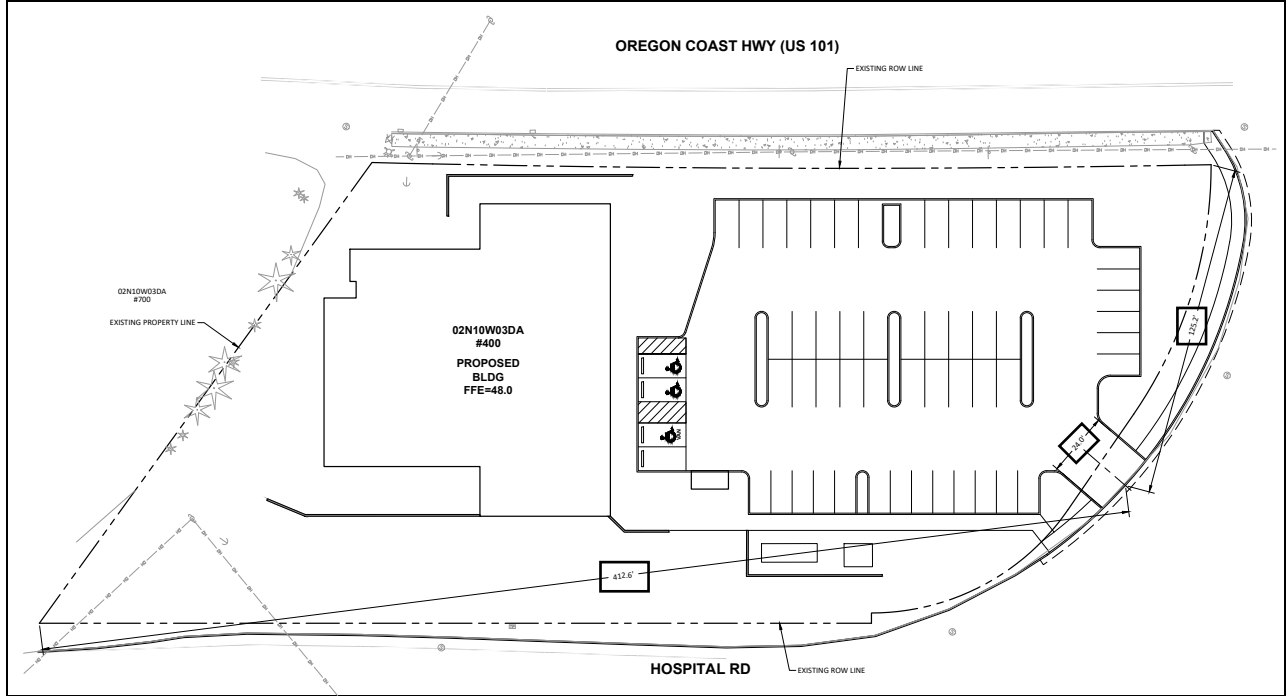 OREGON COAST HWY (US 101)
EXISTING ROW LINE
02N10W03DA
#700
EXISTING PROPERTY LINE
02N10W03DA
#400
PROPOSED
BLDG
FFE=48.0
VAN
125.2'
24.0'
412.6'
HOSPITAL RD
EXISTING ROW LINE